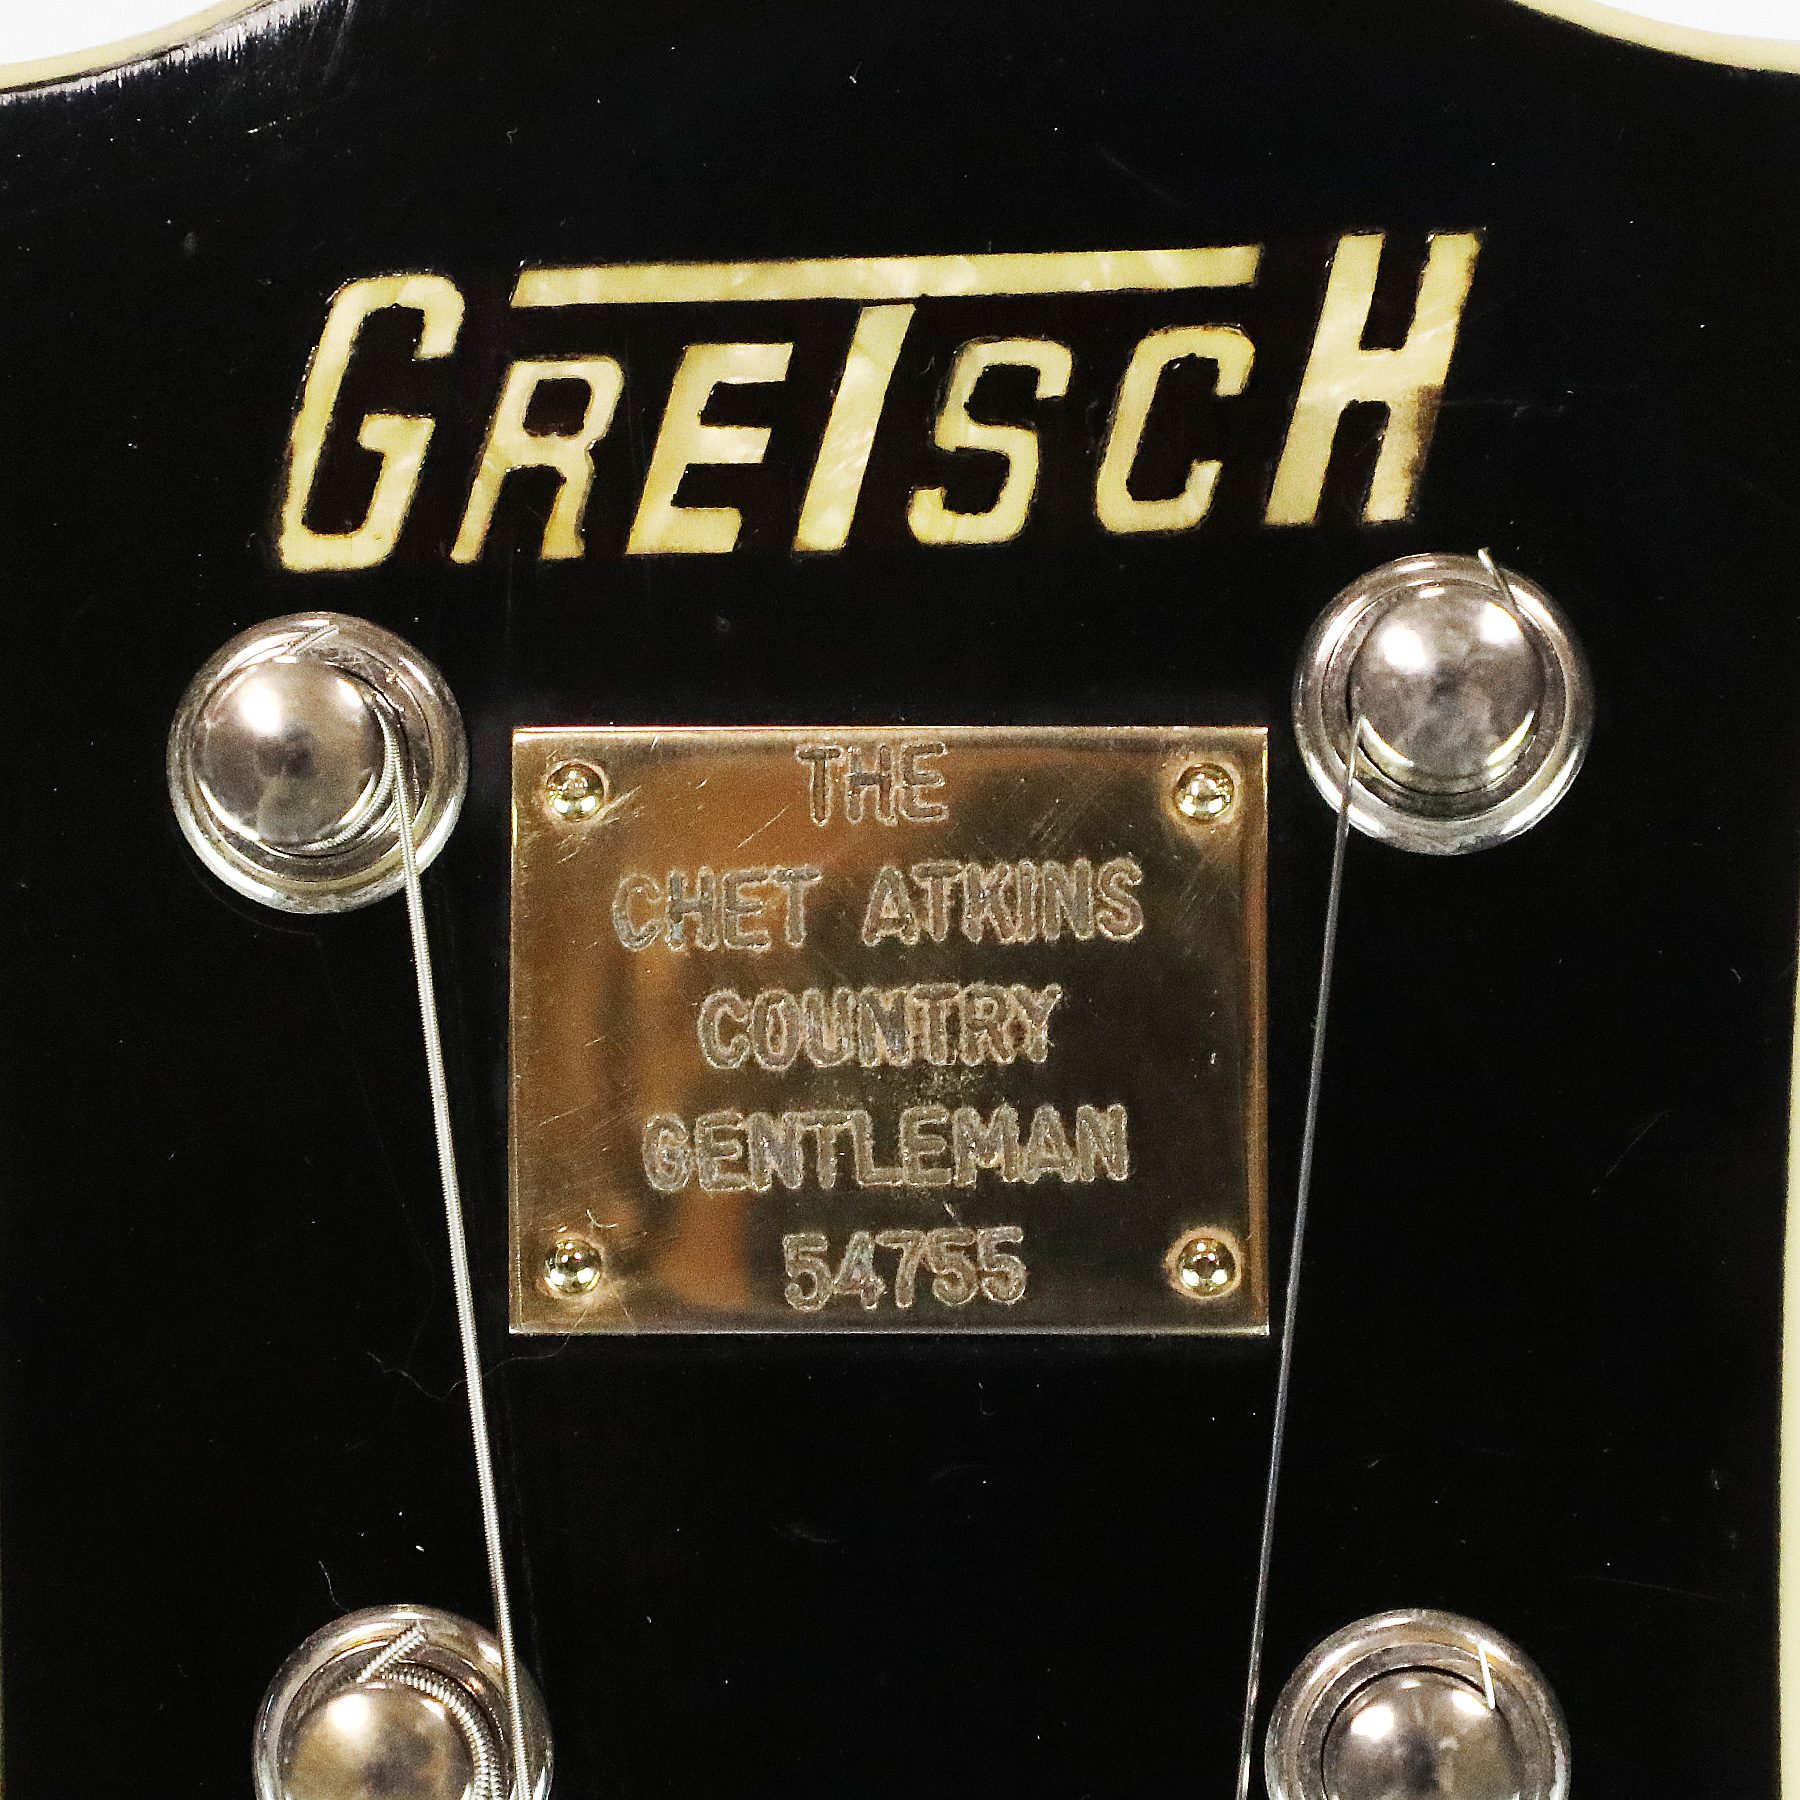 GRETSCH
THE
CHET ATKINS
COUNTRY
GENTLEMAN
54755